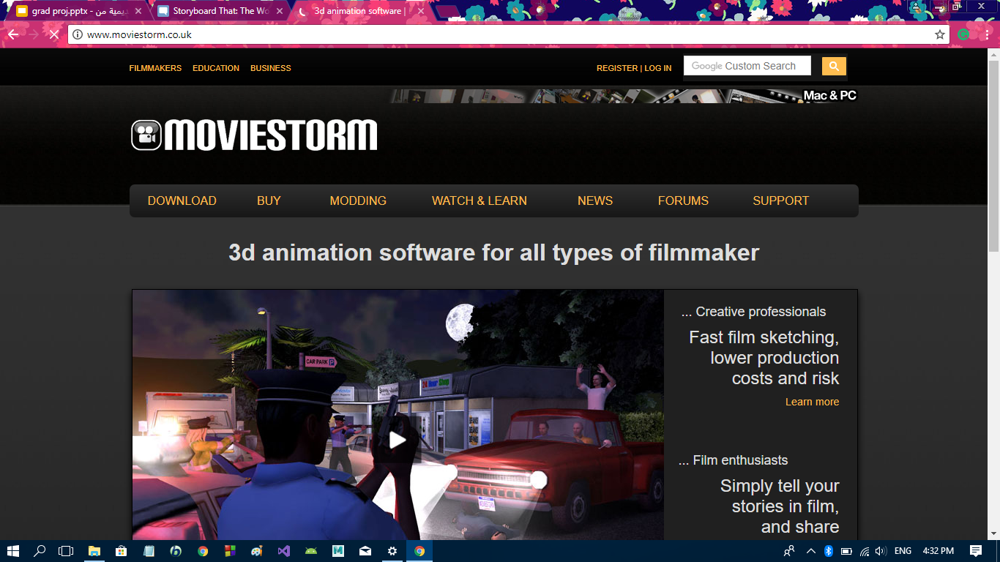 grad proj.pptx - يمية من
Storyboard That: The Wo
3d animation software |
www.moviestorm.co.uk
FILMMAKERS EDUCATION BUSINESS
REGISTER | LOG IN
Google Custom Search
Mac & PC
MOVIESTORM
DOWNLOAD BUY MODDING WATCH & LEARN NEWS FORUMS SUPPORT
3d animation software for all types of filmmaker
CAR PARK P
24 Hour Shop
BEANS
... Creative professionals
Fast film sketching,
lower production
costs and risk
Learn more
... Film enthusiasts
Simply tell your
stories in film,
and share
ENG
4:32 PM